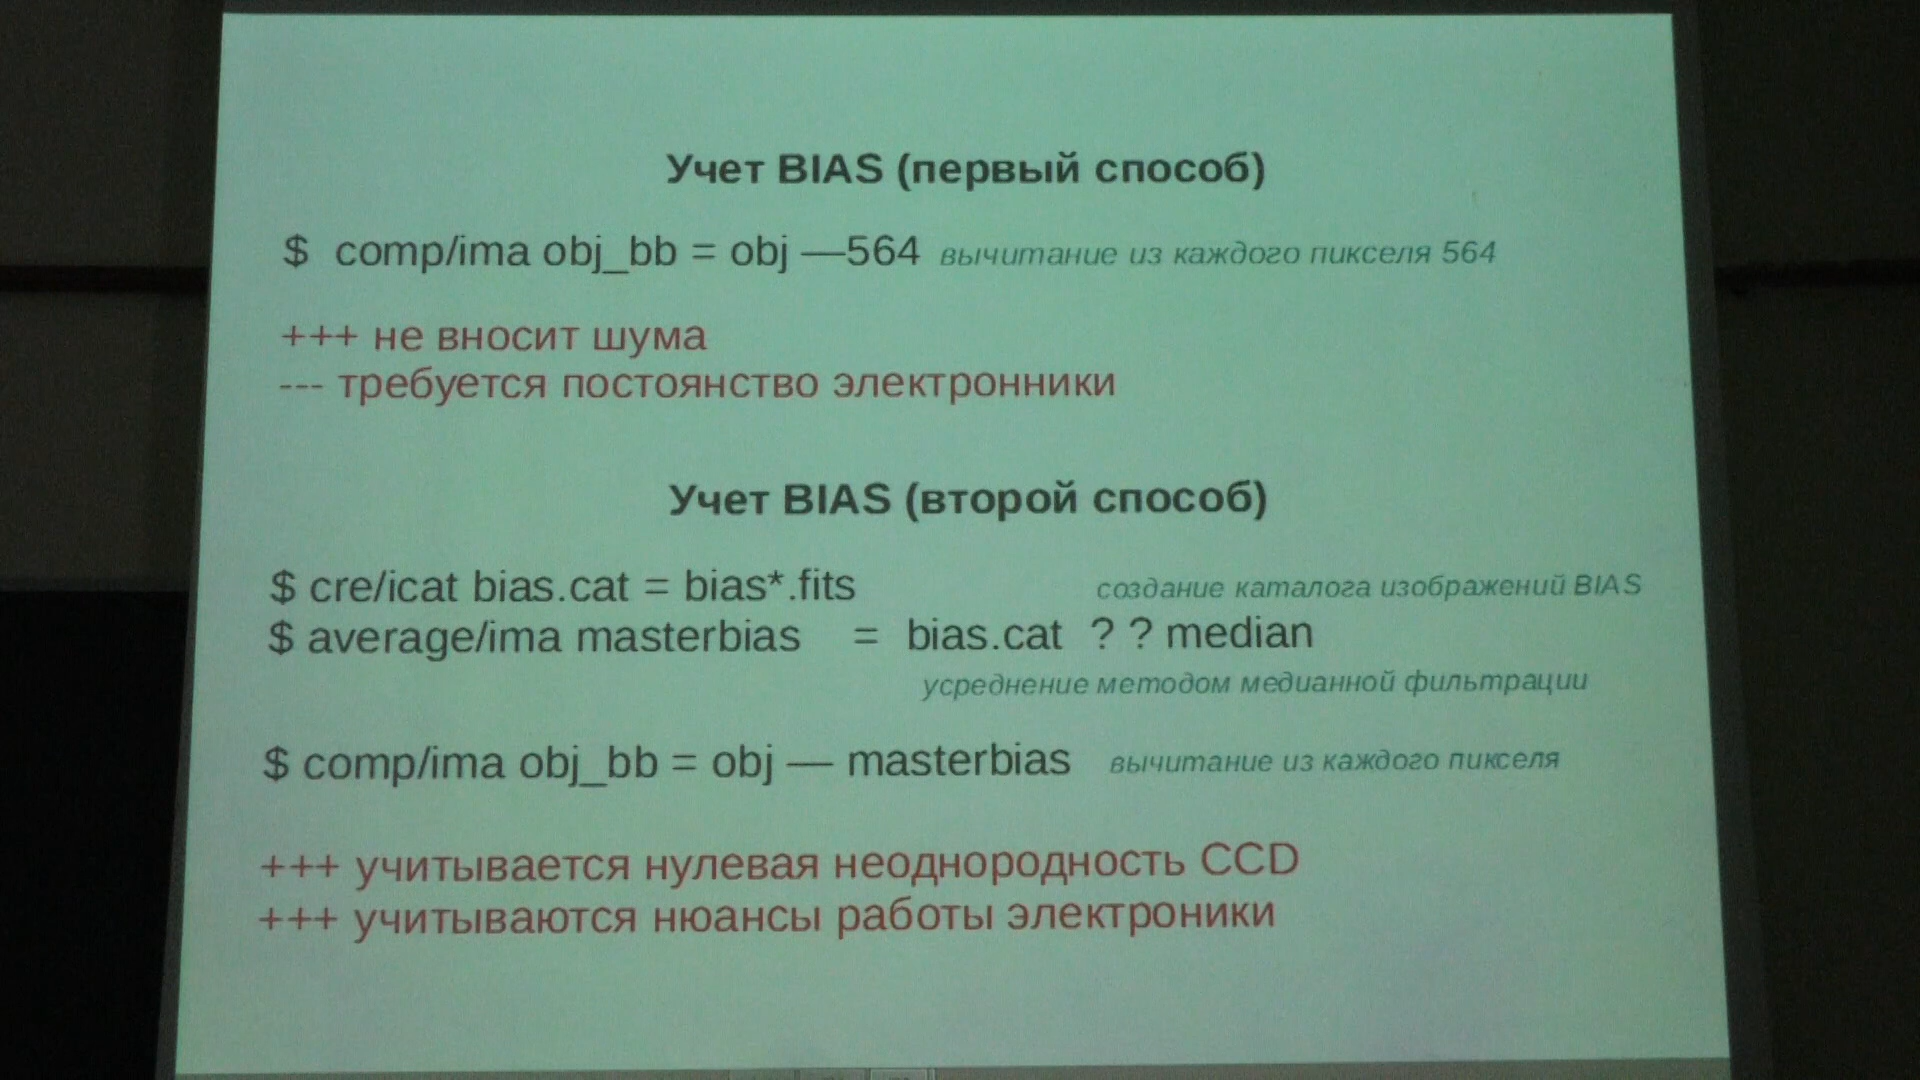 Учет BIAS (первый способ)
$ comp/ima obj_bb = obj —564 вычитание из каждого пикселя 564
+++ не вносит шума
--- требуется постоянство электронники
Учет BIAS (второй способ)
$ cre/icat bias.cat = bias*.fits создание каталога изображений BIAS
$ average/ima masterbias = bias.cat ? ? median
усреднение методом медианной фильтрации
$ comp/ima obj_bb = obj — masterbias вычитание из каждого пикселя
+++ учитывается нулевая неоднородность CCD
+++ учитываются нюансы работы электроники